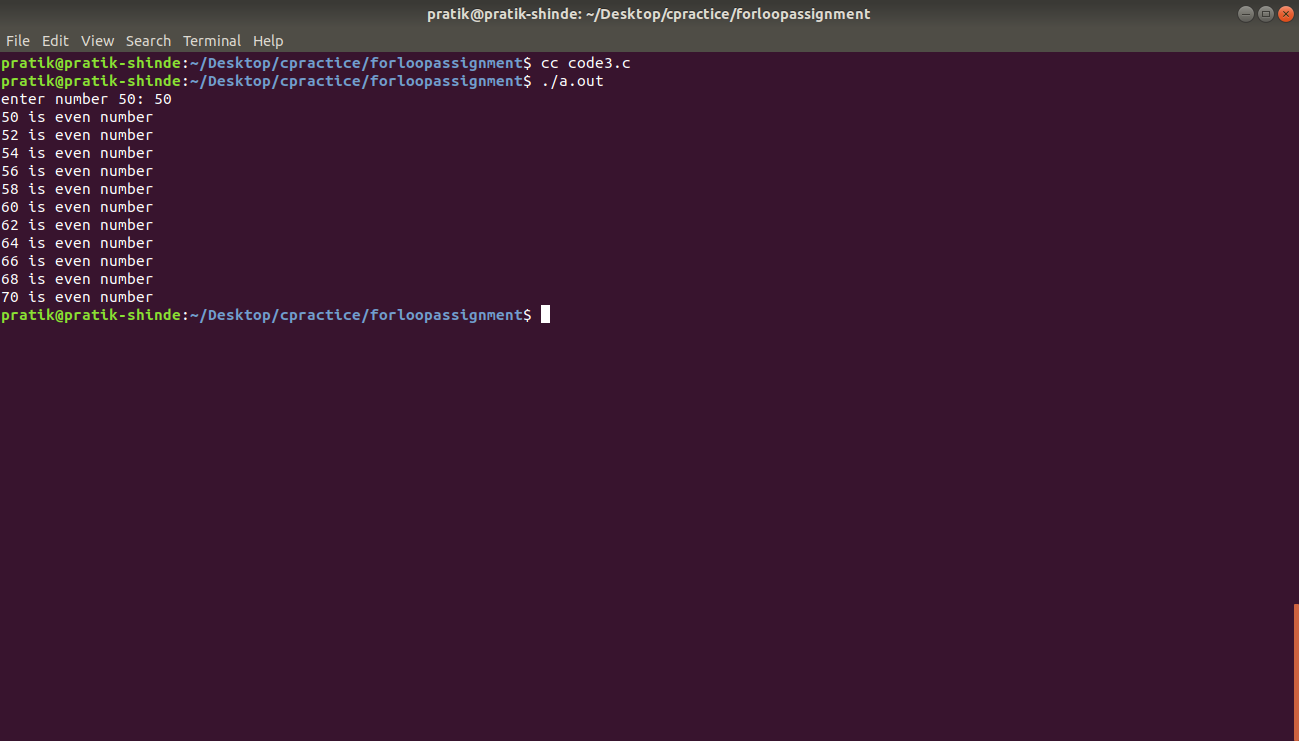 pratik@pratik-shinde: ~/Desktop/cpractice/forloopassignment
File Edit View Search Terminal Help
pratik@pratik-shinde:~/Desktop/cpractice/forloopassignment$ cc code3.c
pratik@pratik-shinde:~/Desktop/cpractice/forloopassignment$ ./a.out
enter number 50: 50
50 is even number
52 is even number
54 is even number
56 is even number
58 is even number
60 is even number
62 is even number
64 is even number
66 is even number
68 is even number
70 is even number
pratik@pratik-shinde:~/Desktop/cpractice/forloopassignment$